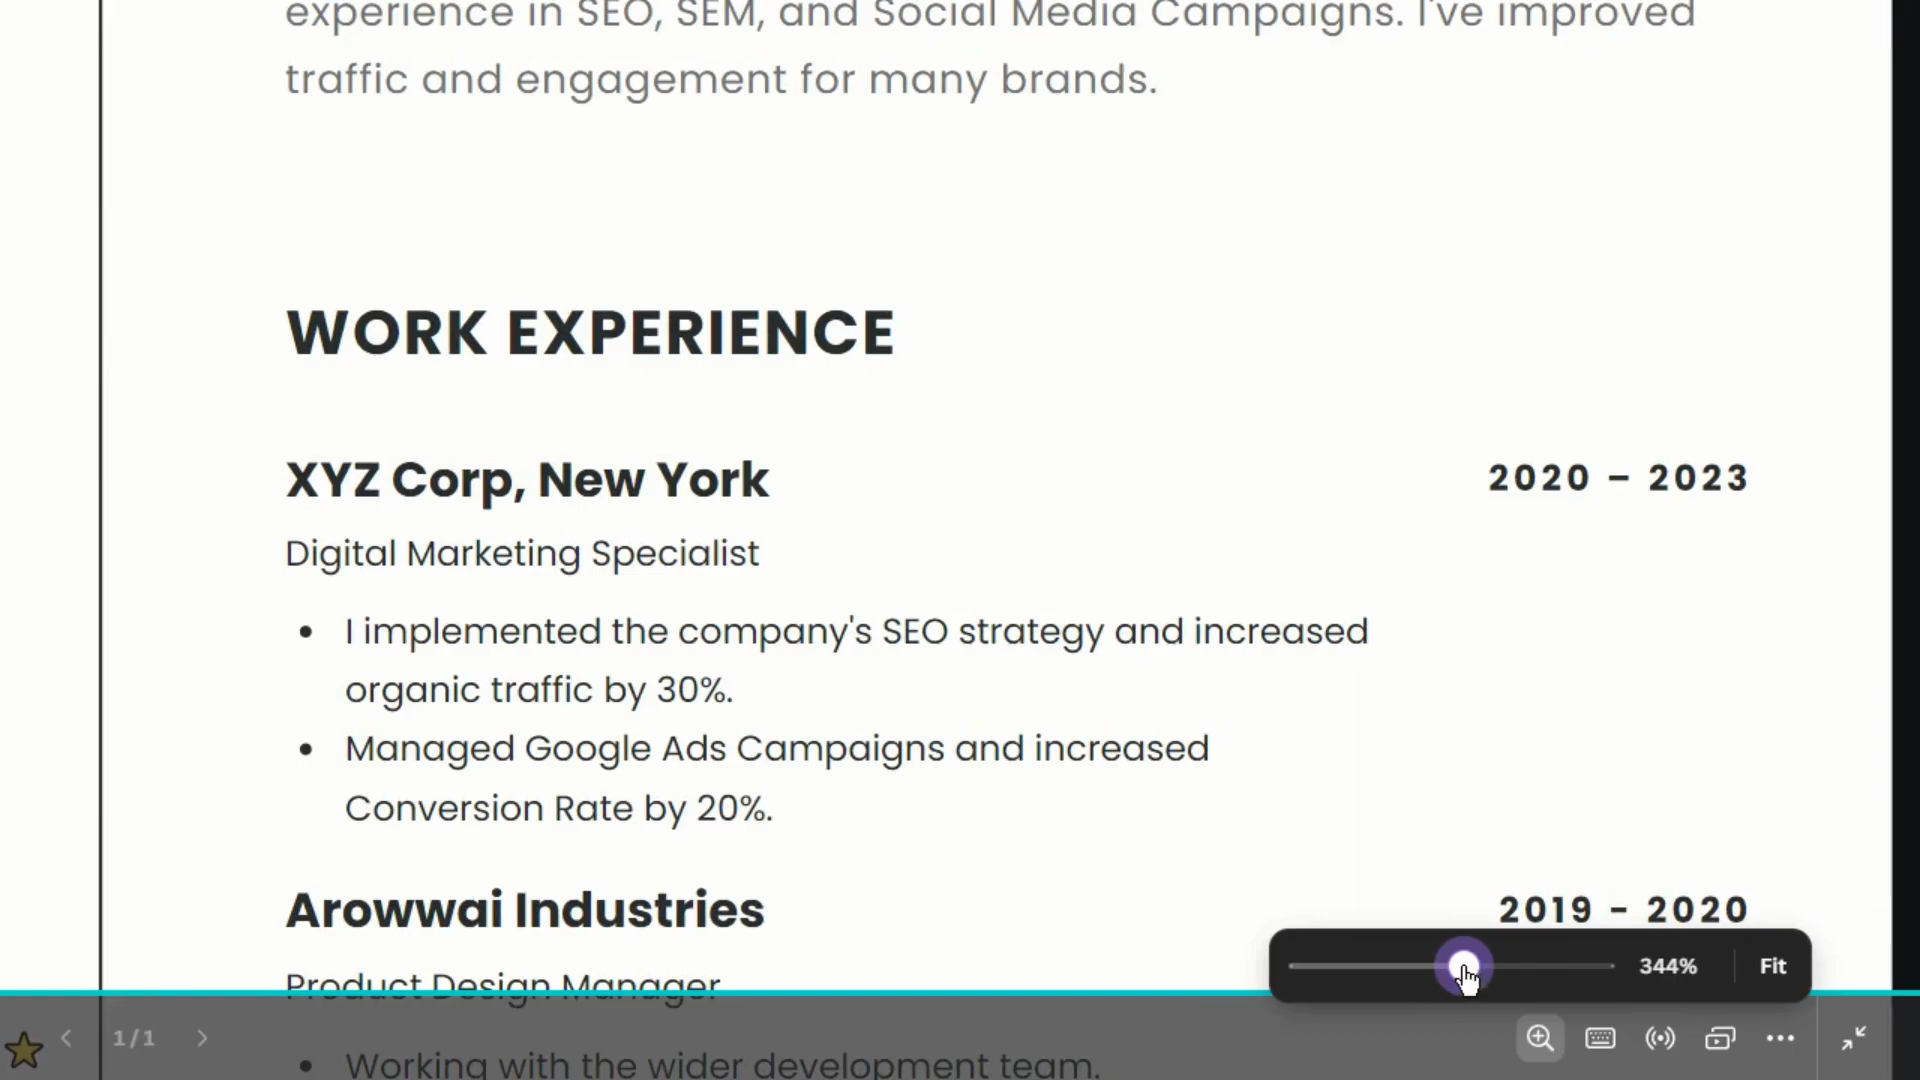 experience in SEO, SEM, and Social Media Campaigns. I've improved
traffic and engagement for many brands.
WORK EXPERIENCE
XYZ Corp, New York
2020 – 2023
Digital Marketing Specialist
• I implemented the company's SEO strategy and increased
organic traffic by 30%.
• Managed Google Ads Campaigns and increased
Conversion Rate by 20%.
Arowwai Industries
2019 - 2020
344%
Fit
Product Design Manager
1/1
• Working with the wider development team.